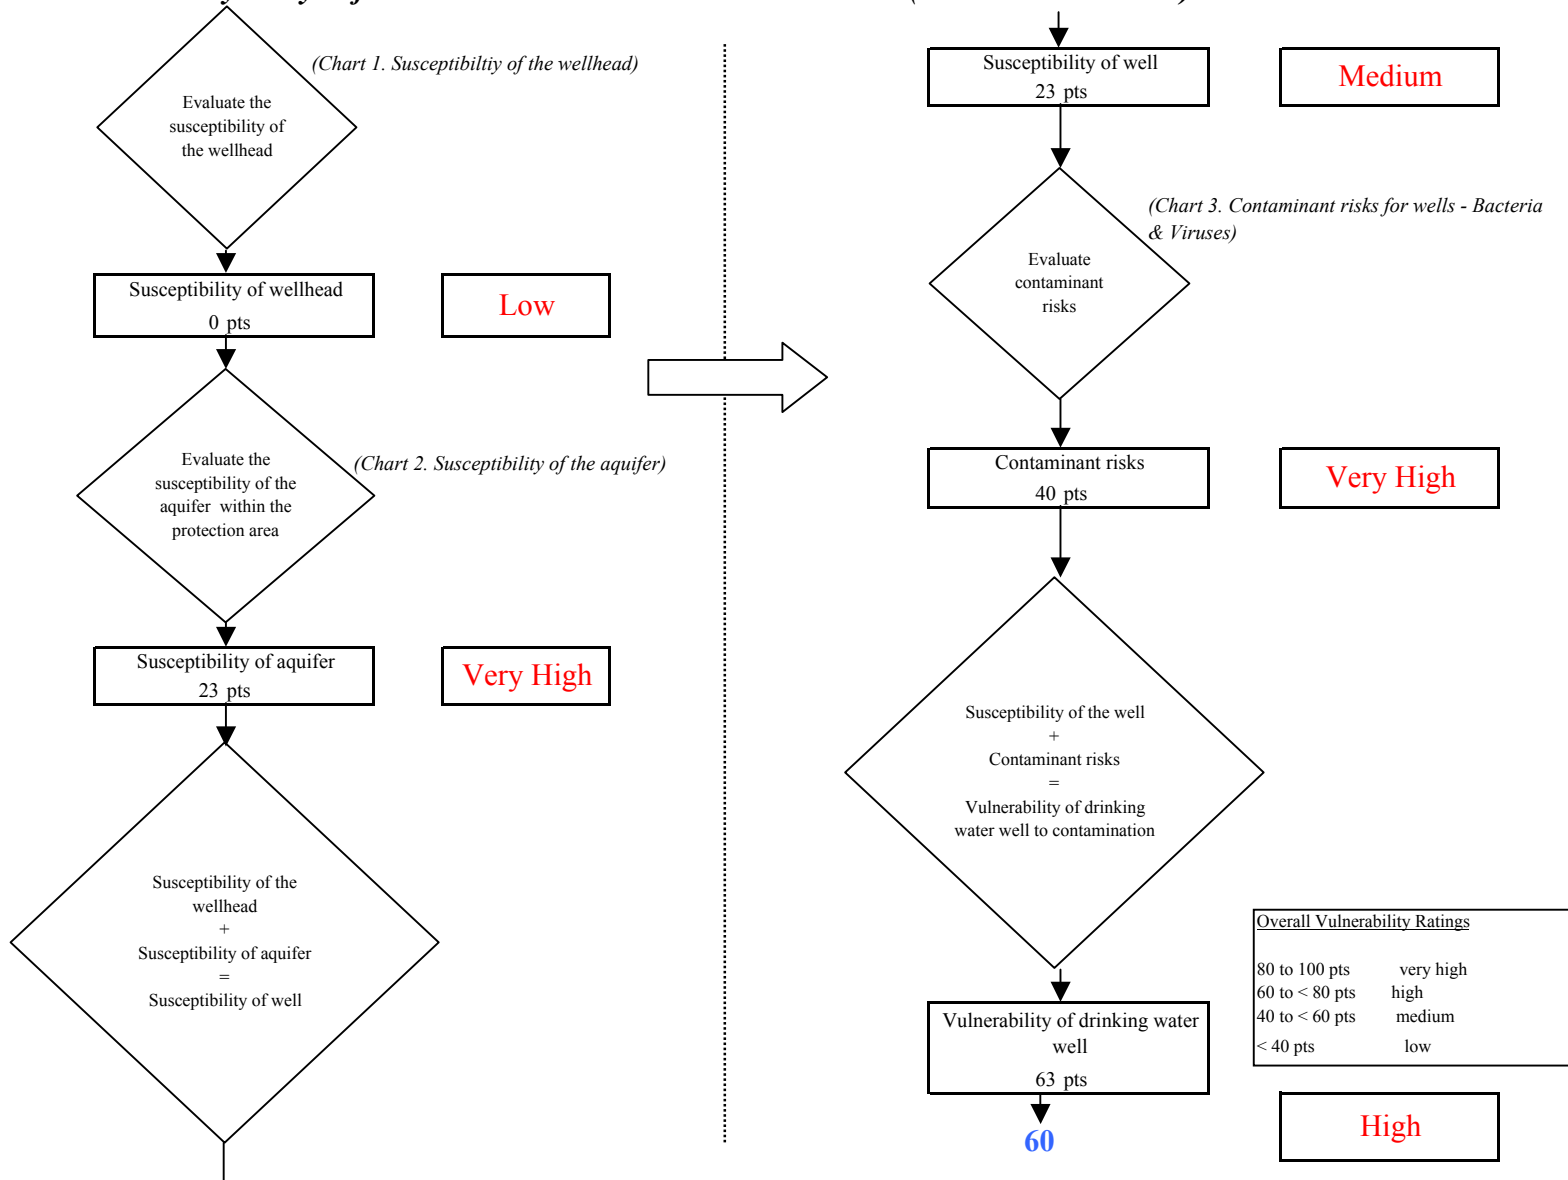 (Chart 1. Susceptibiltiy of the wellhead)
Evaluate the
susceptibility of
the wellhead
Susceptibility of wellhead
0 pts
Low
Evaluate the
susceptibility of the
aquifer within the
protection area
(Chart 2. Susceptibility of the aquifer)
Susceptibility of aquifer
23 pts
Very High
Susceptibility of the
wellhead
+
Susceptibility of aquifer
=
Susceptibility of well
Susceptibility of well
23 pts
Medium
(Chart 3. Contaminant risks for wells - Bacteria
& Viruses)
Evaluate
contaminant
risks
Contaminant risks
40 pts
Very High
Susceptibility of the well
+
Contaminant risks
=
Vulnerability of drinking
water well to contamination
Overall Vulnerability Ratings
80 to 100 pts very high
60 to < 80 pts high
40 to < 60 pts medium
< 40 pts low
Vulnerability of drinking water
well
63 pts
60
High